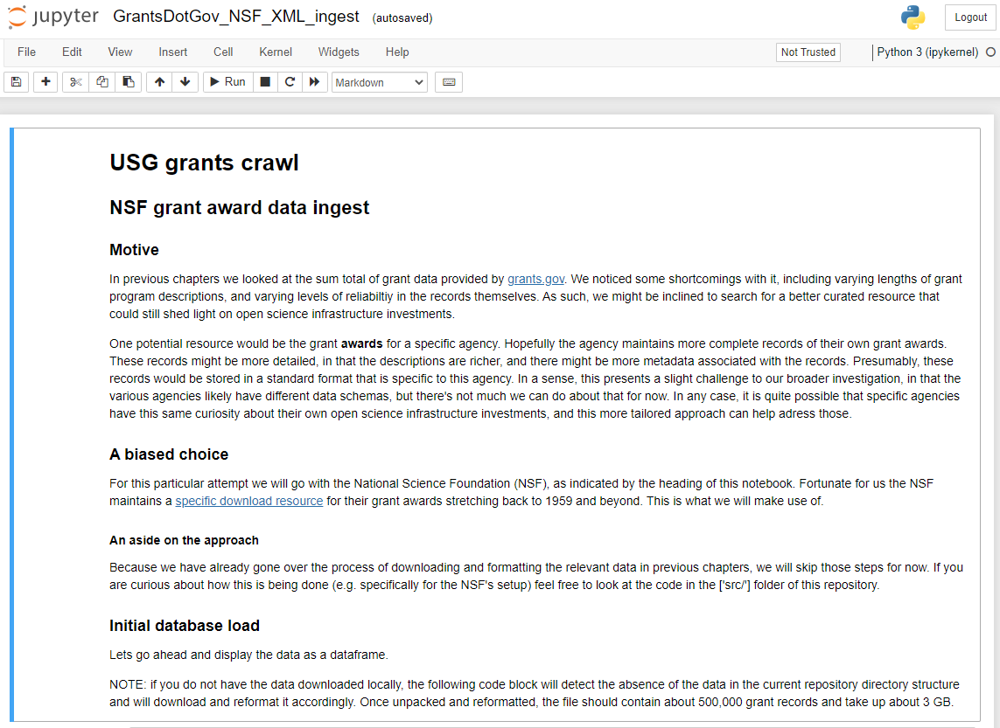 jupyter GrantsDotGov_NSF_XML_ingest (autosaved) Logout
File Edit View Insert Cell Kernel Widgets Help Not Trusted Python 3 (ipykernel)
Run Markdown
USG grants crawl
NSF grant award data ingest
Motive
In previous chapters we looked at the sum total of grant data provided by grants.gov. We noticed some shortcomings with it, including varying lengths of grant
program descriptions, and varying levels of reliabiltiy in the records themselves. As such, we might be inclined to search for a better curated resource that
could still shed light on open science infrastructure investments.
One potential resource would be the grant awards for a specific agency. Hopefully the agency maintains more complete records of their own grant awards.
These records might be more detailed, in that the descriptions are richer, and there might be more metadata associated with the records. Presumably, these
records would be stored in a standard format that is specific to this agency. In a sense, this presents a slight challenge to our broader investigation, in that the
various agencies likely have different data schemas, but there's not much we can do about that for now. In any case, it is quite possible that specific agencies
have this same curiosity about their own open science infrastructure investments, and this more tailored approach can help adress those.
A biased choice
For this particular attempt we will go with the National Science Foundation (NSF), as indicated by the heading of this notebook. Fortunate for us the NSF
maintains a specific download resource for their grant awards stretching back to 1959 and beyond. This is what we will make use of.
An aside on the approach
Because we have already gone over the process of downloading and formatting the relevant data in previous chapters, we will skip those steps for now. If you
are curious about how this is being done (e.g. specifically for the NSF's setup) feel free to look at the code in the ['src/'] folder of this repository.
Initial database load
Lets go ahead and display the data as a dataframe.
NOTE: if you do not have the data downloaded locally, the following code block will detect the absence of the data in the current repository directory structure
and will download and reformat it accordingly. Once unpacked and reformatted, the file should contain about 500,000 grant records and take up about 3 GB.